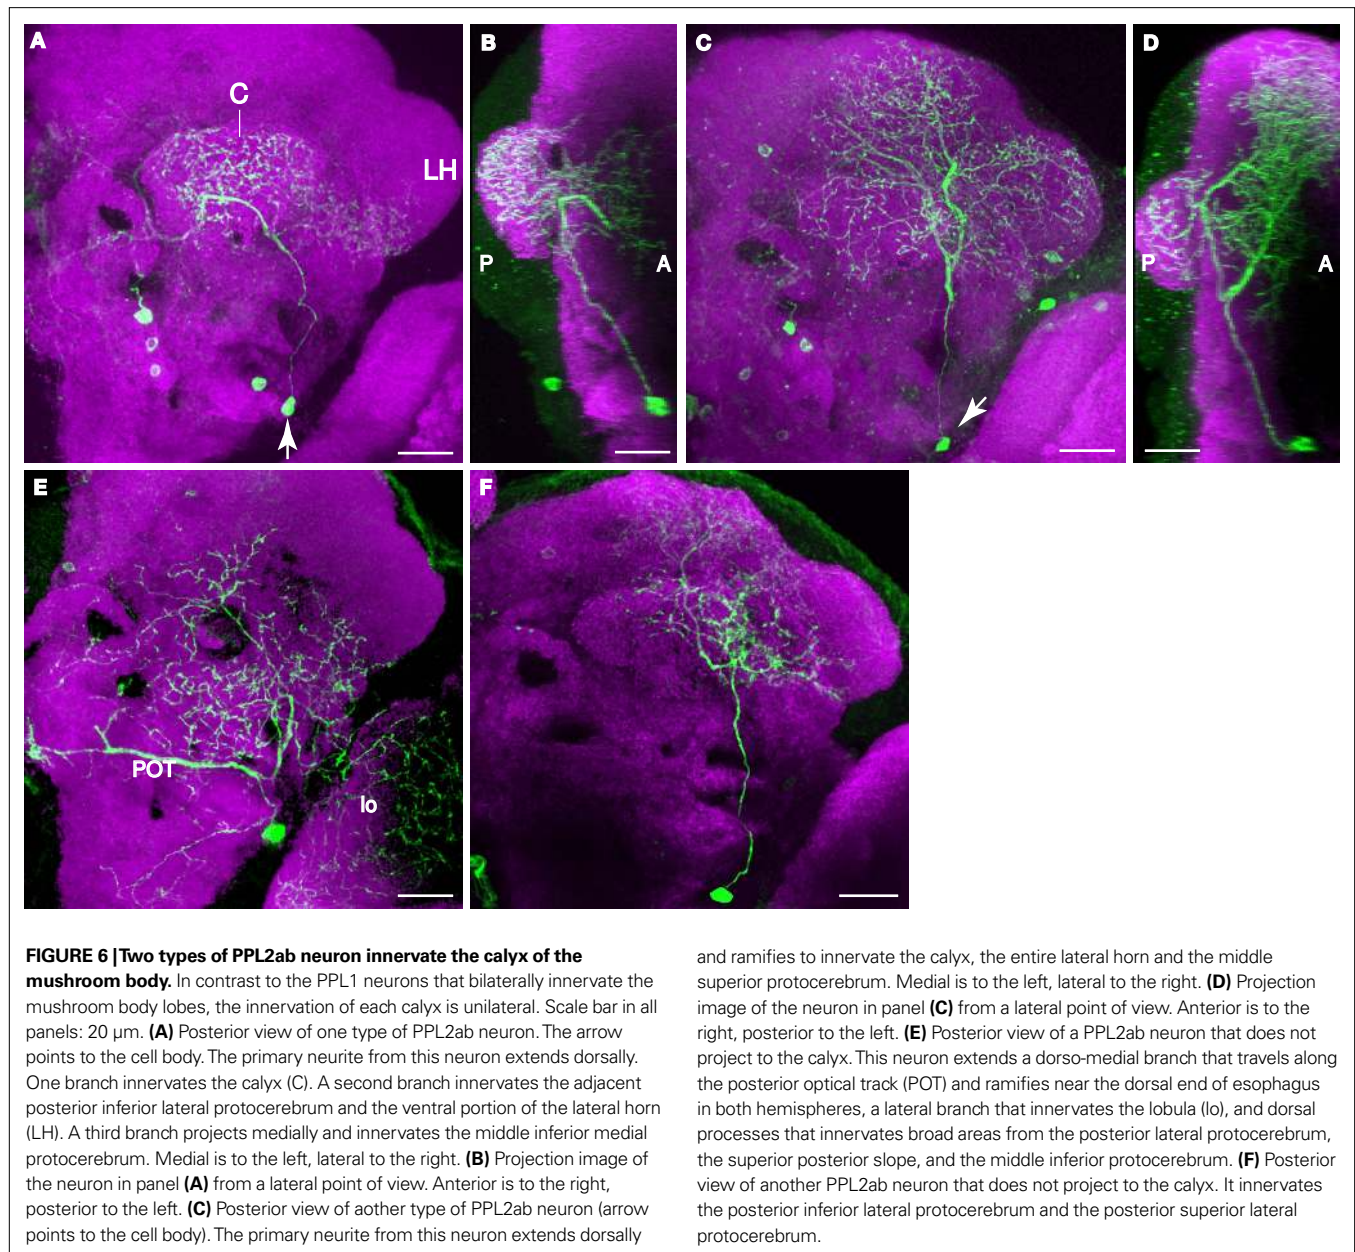 A
C
LH
B
P
A
C
D
P
A
E
POT
lo
F
FIGURE 6 | Two types of PPL2ab neuron innervate the calyx of the
mushroom body. In contrast to the PPL1 neurons that bilaterally innervate the
mushroom body lobes, the innervation of each calyx is unilateral. Scale bar in all
panels: 20 µm. (A) Posterior view of one type of PPL2ab neuron. The arrow
points to the cell body. The primary neurite from this neuron extends dorsally.
One branch innervates the calyx (C). A second branch innervates the adjacent
posterior inferior lateral protocerebrum and the ventral portion of the lateral horn
(LH). A third branch projects medially and innervates the middle inferior medial
protocerebrum. Medial is to the left, lateral to the right. (B) Projection image of
the neuron in panel (A) from a lateral point of view. Anterior is to the right,
posterior to the left. (C) Posterior view of aother type of PPL2ab neuron (arrow
points to the cell body). The primary neurite from this neuron extends dorsally
and ramifies to innervate the calyx, the entire lateral horn and the middle
superior protocerebrum. Medial is to the left, lateral to the right. (D) Projection
image of the neuron in panel (C) from a lateral point of view. Anterior is to the
right, posterior to the left. (E) Posterior view of a PPL2ab neuron that does not
project to the calyx. This neuron extends a dorso-medial branch that travels along
the posterior optical track (POT) and ramifies near the dorsal end of esophagus
in both hemispheres, a lateral branch that innervates the lobula (lo), and dorsal
processes that innervates broad areas from the posterior lateral protocerebrum,
the superior posterior slope, and the middle inferior protocerebrum. (F) Posterior
view of another PPL2ab neuron that does not project to the calyx. It innervates
the posterior inferior lateral protocerebrum and the posterior superior lateral
protocerebrum.